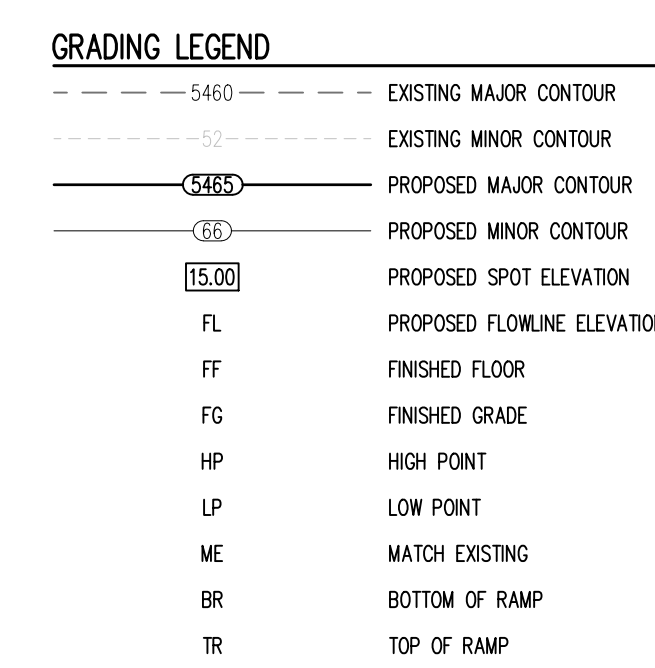 GRADING LEGEND
5460 EXISTING MAJOR CONTOUR
52 EXISTING MINOR CONTOUR
5465 PROPOSED MAJOR CONTOUR
66 PROPOSED MINOR CONTOUR
15.00 PROPOSED SPOT ELEVATION
FL PROPOSED FLOWLINE
FF FINISHED FLOOR
FG FINISHED GRADE
HP HIGH POINT
LP LOW POINT
ME MATCH EXISTING
BR BOTTOM OF RAMP
TR TOP OF RAMP